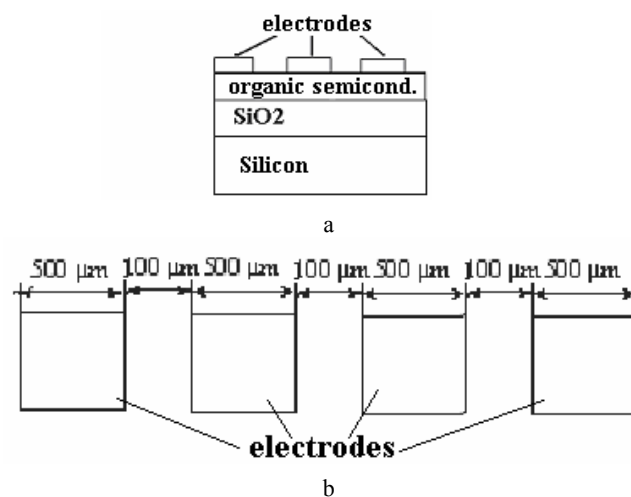 electrodes
organic semicond.
SiO2
Silicon
a
500 µm 100 µm 500 µm 100 µm 500 µm 100 µm 500 µm
electrodes
b